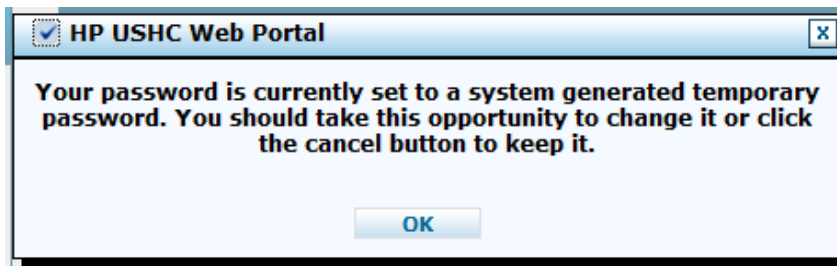 HP USHC Web Portal
Your password is currently set to a system generated temporary
password. You should take this opportunity to change it or click
the cancel button to keep it.
OK